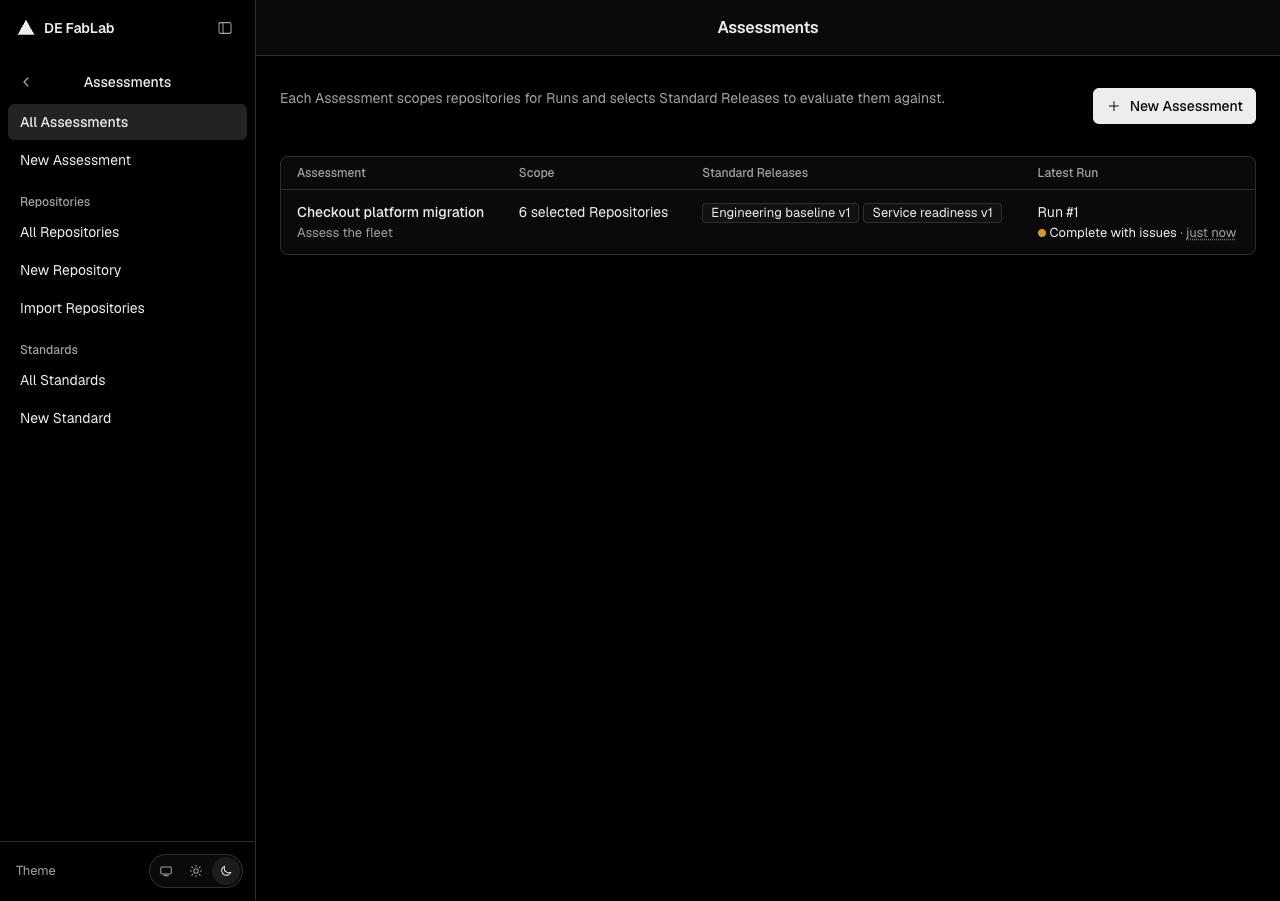 DE FabLab
Assessments
All Assessments
New Assessment
Repositories
All Repositories
New Repository
Import Repositories
Standards
All Standards
New Standard
Theme
Assessments
Each Assessment scopes repositories for Runs and selects Standard Releases to evaluate them against.
New Assessment
Assessment Scope Standard Releases Latest Run
Checkout platform migration 6 selected Repositories Engineering baseline v1 Service readiness v1 Run #1
Assess the fleet Complete with issues · just now